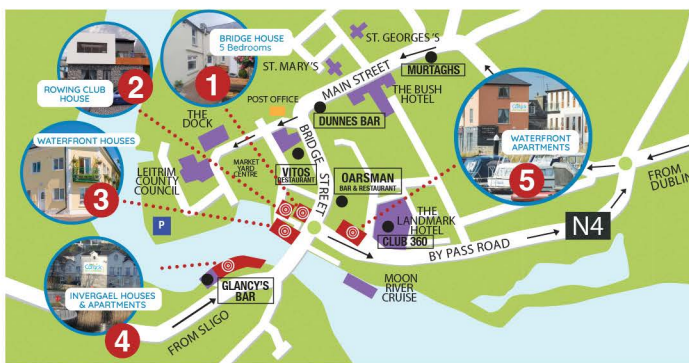 BRIDGE HOUSE
5 Bedrooms
1
2
ROWING CLUB
HOUSE
WATERFRONT HOUSES
3
INVERGAEL HOUSES
& APARTMENTS
4
WATERFRONT
APARTMENTS
5
ST. GEORGES'S
ST. MARY'S
MURTAGHS
MAIN STREET
THE BUSH
HOTEL
POST OFFICE
DUNNES BAR
THE
DOCK
MARKET
YARD
CENTRE
BRIDGE STREET
VITOS
RESTAURANT
OARSMAN
BAR & RESTAURANT
LEITRIM
COUNTY
COUNCIL
P
THE
LANDMARK
HOTEL
CLUB 360
FROM
DUBLIN
N4
BY PASS ROAD
MOON
RIVER
CRUISE
GLANCY'S
BAR
FROM SLIGO